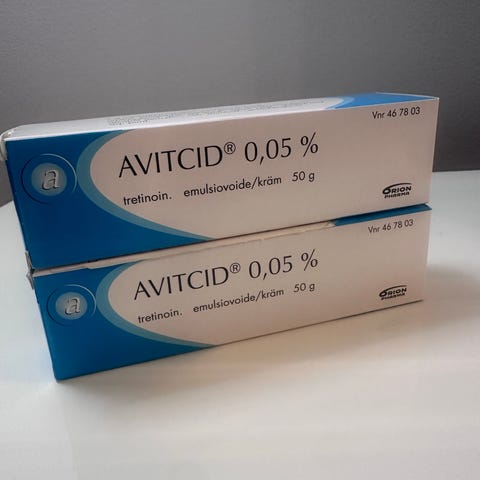 Vnr 46 78 03
a
AVITCID® 0,05 %
tretinoin. emulsiovoide/kräm 50 g
ORION
PHARMA
Vnr 46 78 03
a
AVITCID® 0,05 %
tretinoin. emulsiovoide/kräm 50 g
ORION
PHARMA